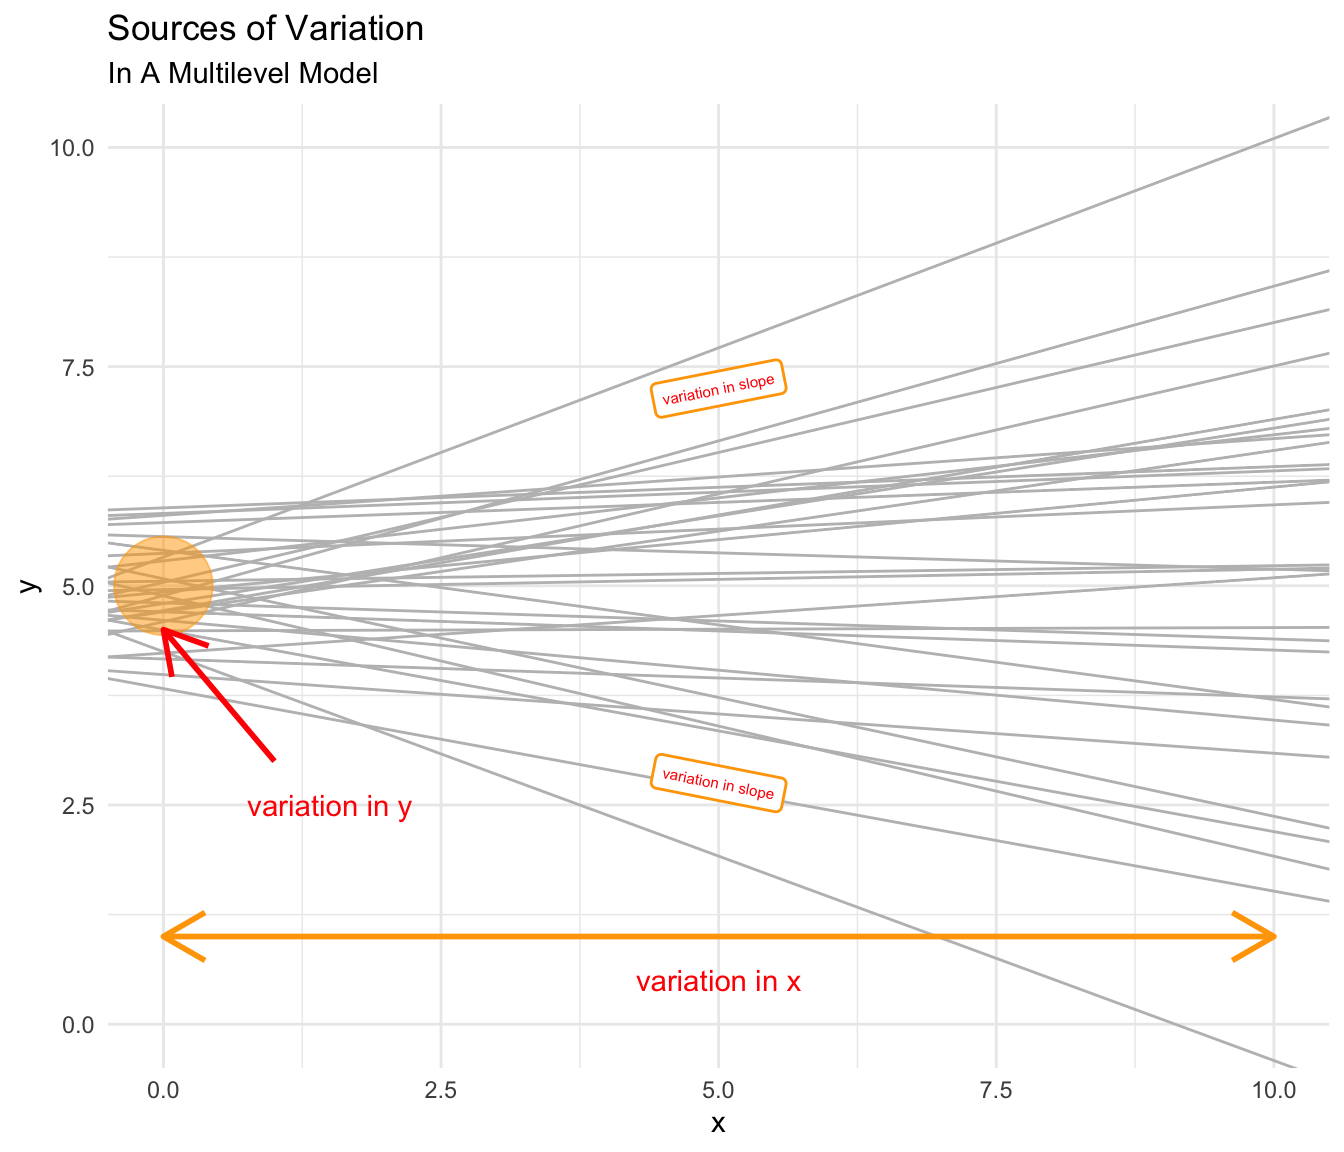 Sources of Variation
In A Multilevel Model
10.0
7.5
5.0
2.5
0.0
y
variation in slope
variation in slope
variation in y
variation in x
0.0 2.5 5.0 7.5 10.0
x